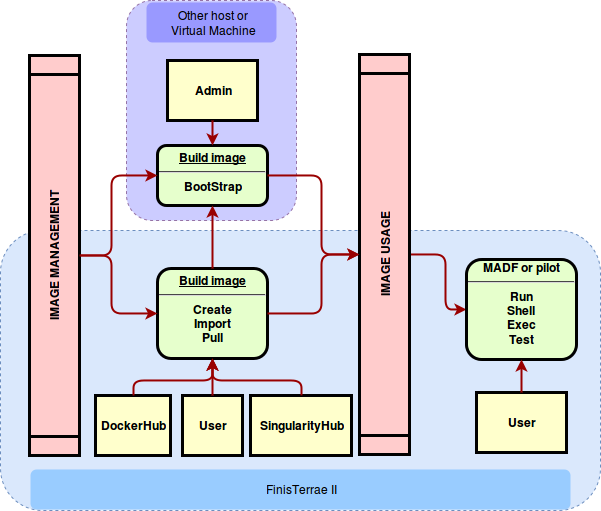 Other host or
Virtual Machine
Admin
Build image
BootStrap
IMAGE MANAGEMENT
IMAGE USAGE
Build image
Create
Import
Pull
MADF or pilot
Run
Shell
Exec
Test
DockerHub
User
SingularityHub
User
FinisTerrae II